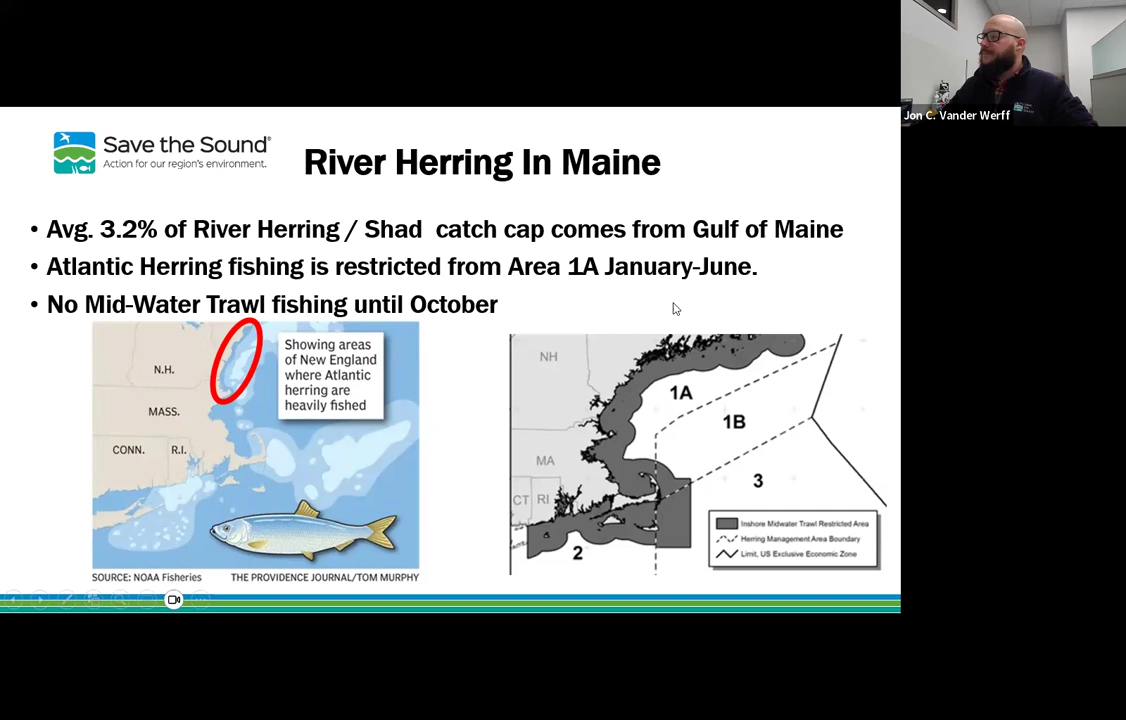 Jon C. Vander Werff
Save the Sound®
Action for our region's environment.
River Herring In Maine
• Avg. 3.2% of River Herring / Shad catch cap comes from Gulf of Maine
• Atlantic Herring fishing is restricted from Area 1A January-June.
• No Mid-Water Trawl fishing until October
Showing areas
of New England
where Atlantic
herring are
heavily fished
N.H.
MASS.
CONN.
R.I.
SOURCE: NOAA Fisheries
THE PROVIDENCE JOURNAL/TOM MURPHY
NH
1A
1B
MA
3
CT
RI
2
Inshore Midwater Trawl Restricted Area
Herring Management Area Boundary
Limit, US Exclusive Economic Zone